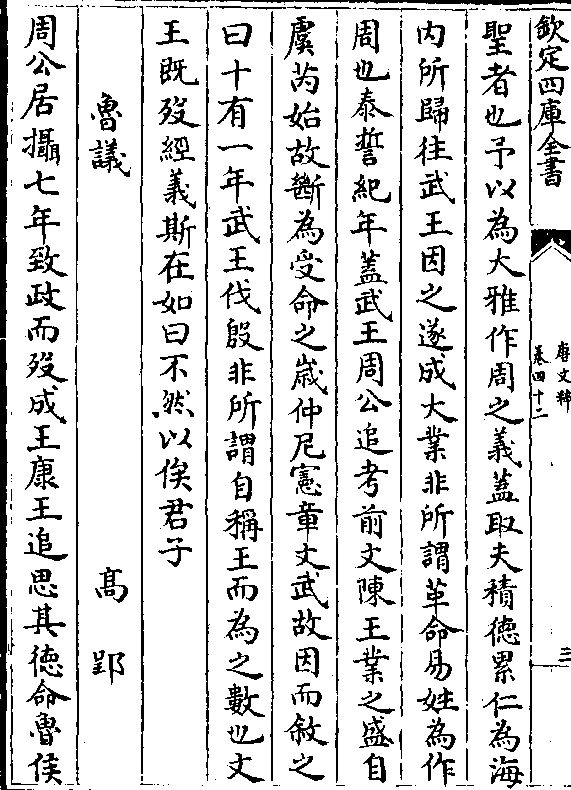 欽定四庫全書
唐文粹
卷四十二
三
聖者也予以為大雅作周之義蓋取夫積徳累仁為海
内所歸往武王因之遂成大業非所謂革命易姓為作
周也泰誓紀年蓋武王周公追考前文陳王業之盛自
虞芮始故斷為受命之歲仲尼憲章文武故因而敘之
曰十有一年武王伐殷非所謂自稱王而為之數也文
王既歿經義斯在如曰不然以俟君子
魯議 髙郢
周公居攝七年致政而歿成王康王追思其徳命魯侯